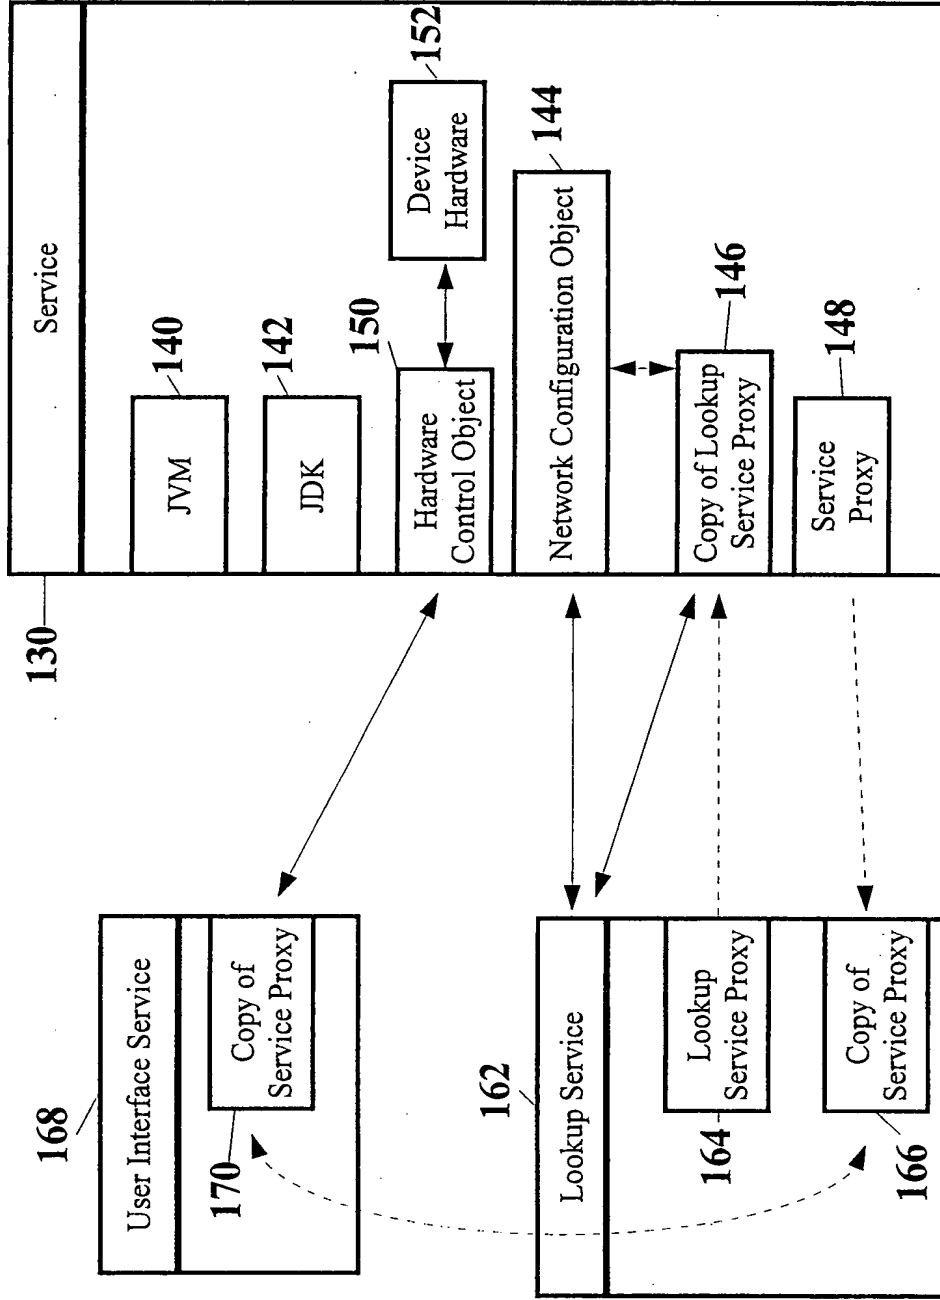 168
User Interface Service
170
Copy of
Service Proxy
162
Lookup Service
164
Lookup
Service Proxy
166
Copy of
Service Proxy
130
Service
JVM
140
JDK
142
150
Hardware
Control Object
Device
Hardware
152
Network Configuration Object
144
Copy of Lookup
Service Proxy
146
Service
Proxy
148